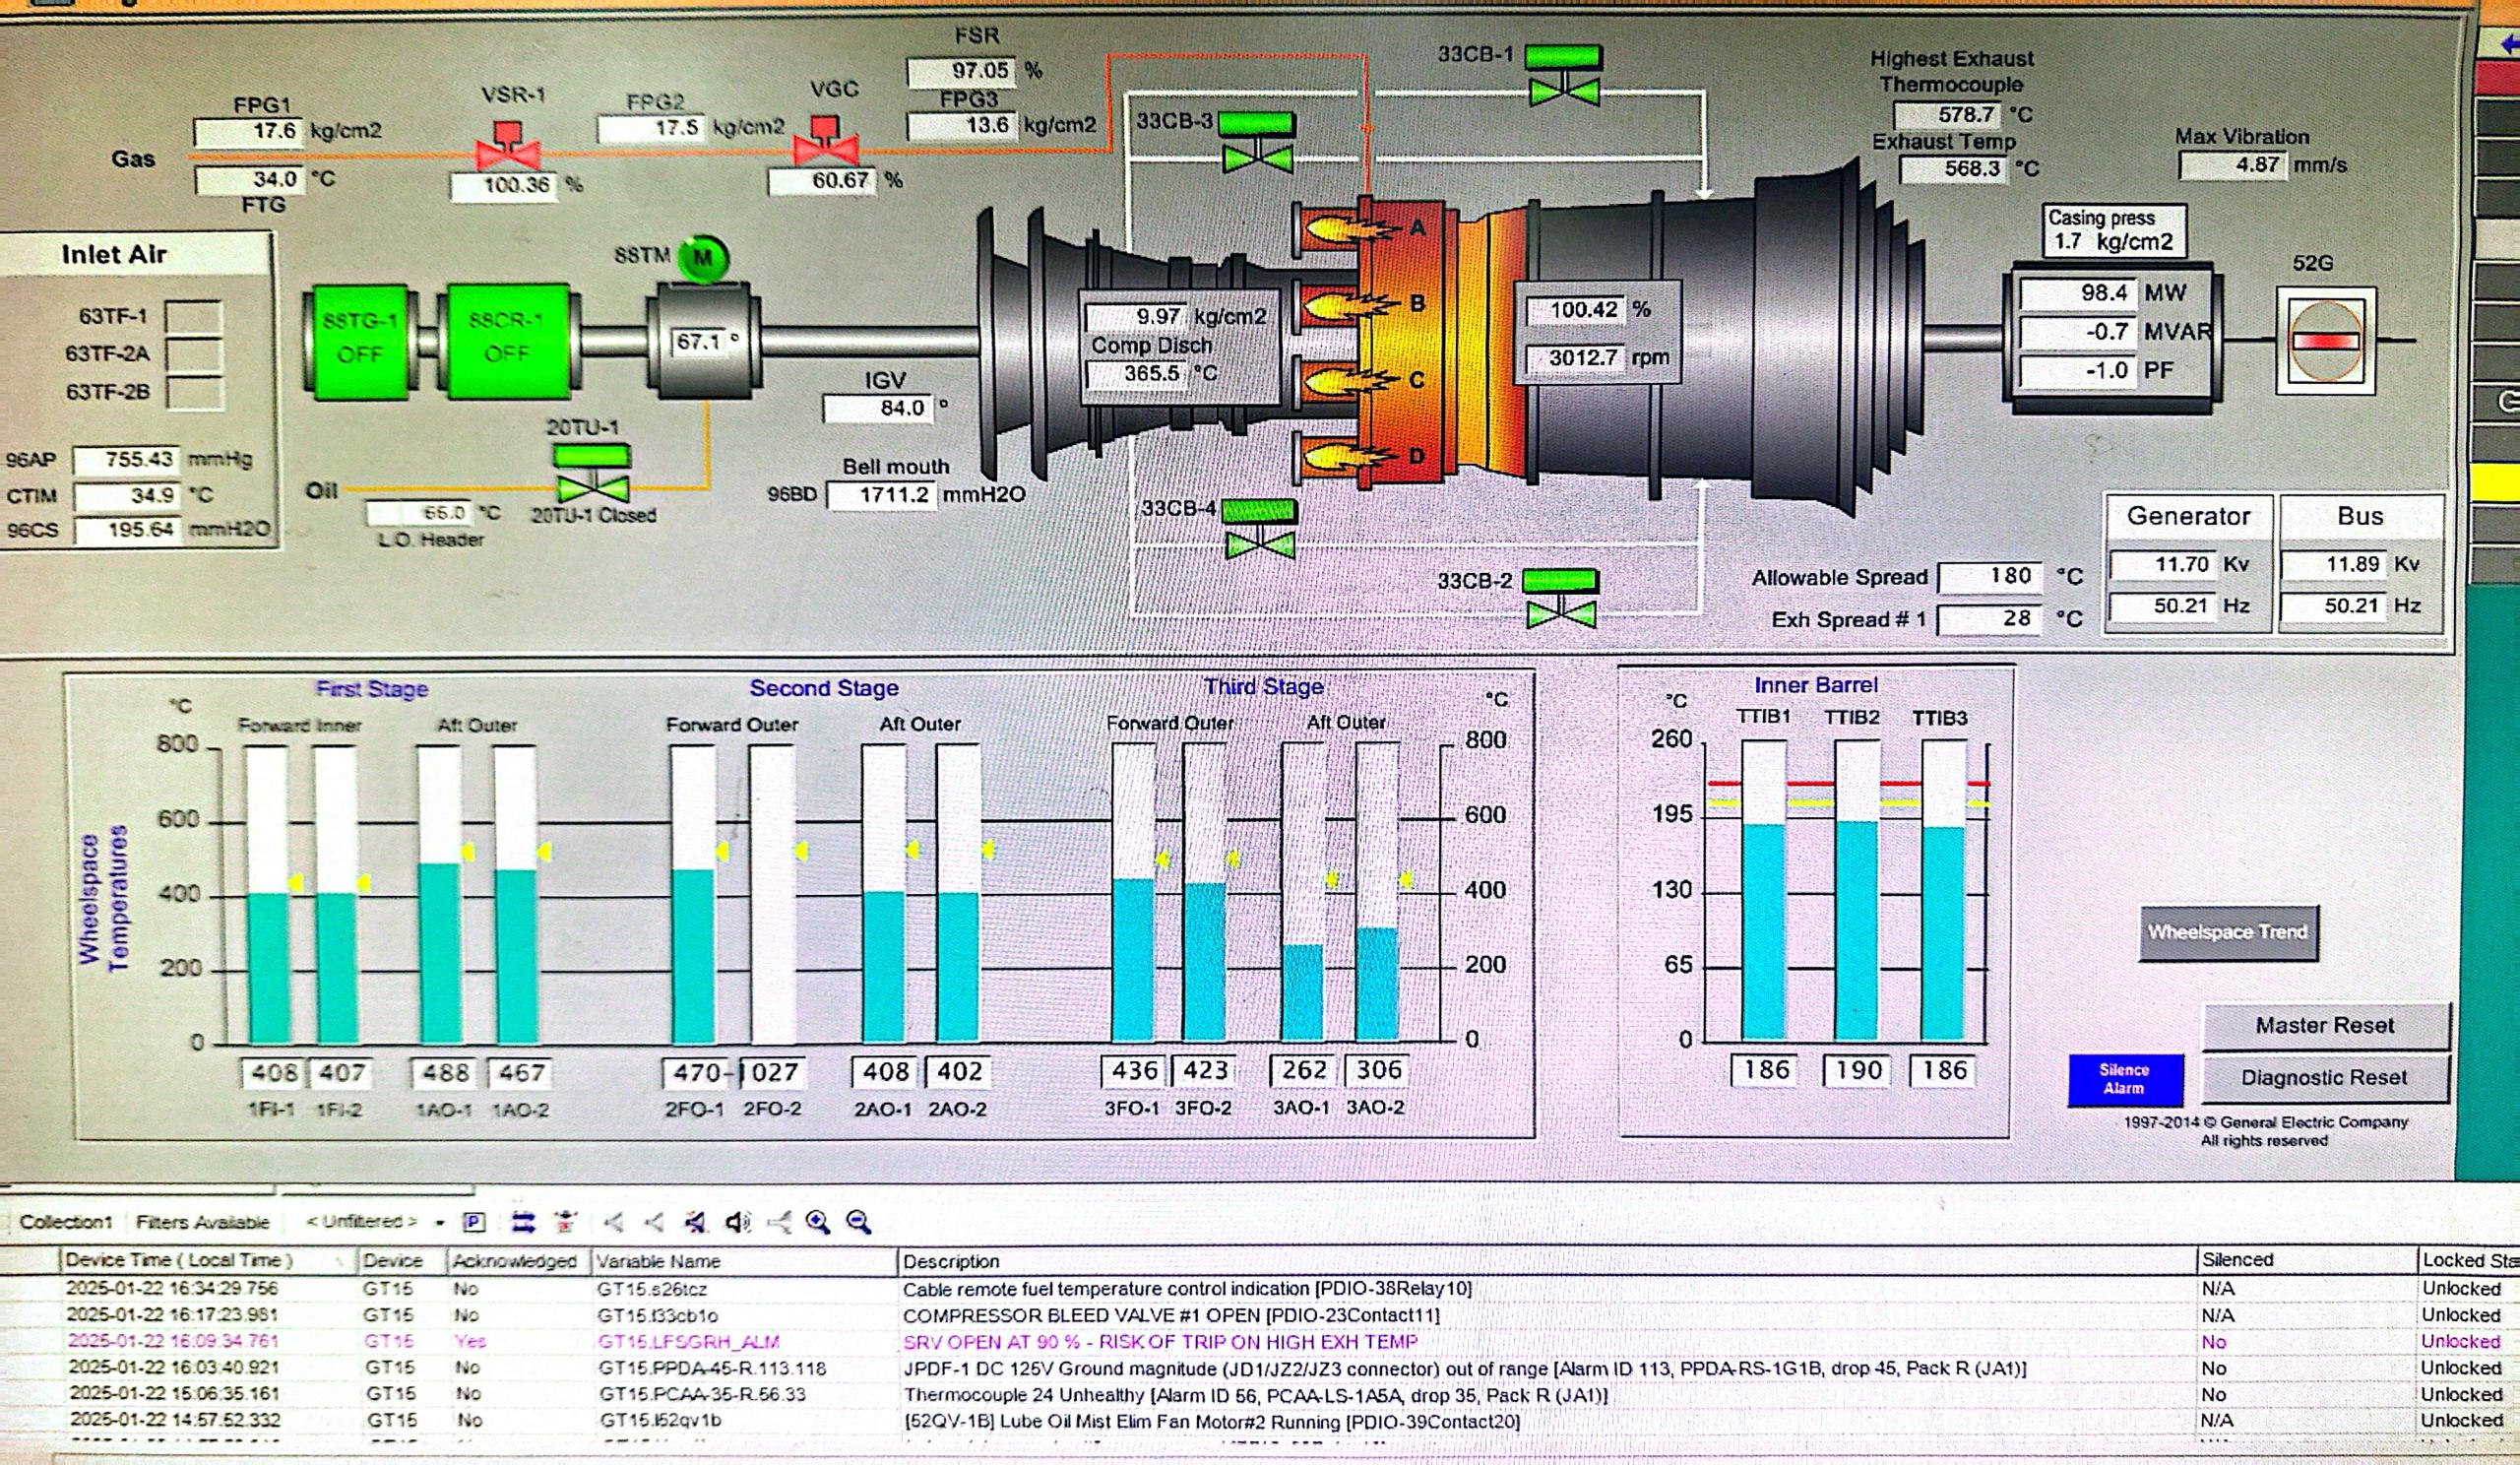 FSR
97.05 %
FPG1
17.6 kg/cm2
VSR-1
FPG2
17.5 kg/cm2
VGC
FPG3
13.6 kg/cm2
Gas
34.0 °C
FTG
100.36 %
60.67 %
33CB-1
33CB-3
Highest Exhaust
Thermocouple
578.7 °C
Exhaust Temp
568.3 °C
Max Vibration
4.87 mm/s
Inlet Air
63TF-1
63TF-2A
63TF-2B
96AP 755.43 mmHg
CTIM 34.9 °C
96CS 195.64 mmH2O
88TG-1
OFF
88CR-1
OFF
88TM M
67.1 °
20TU-1
Oil
66.0 °C
L.O. Header
20TU-1 Closed
IGV
84.0 °
Bell mouth
96BD 1711.2 mmH2O
9.97 kg/cm2
Comp Disch
365.5 °C
A
B
C
D
100.42 %
3012.7 rpm
Casing press
1.7 kg/cm2
98.4 MW
-0.7 MVAR
-1.0 PF
52G
33CB-4
33CB-2
Allowable Spread 180 °C
Exh Spread # 1 28 °C
Generator Bus
11.70 Kv 11.89 Kv
50.21 Hz 50.21 Hz
First Stage Second Stage Third Stage
°C Forward Inner Aft Outer Forward Outer Aft Outer Forward Outer Aft Outer °C
800 800
600 600
400 400
200 200
0 0
Wheelspace
Temperatures
408 407 488 467 470 -1027 408 402 436 423 262 306
1FI-1 1FI-2 1AO-1 1AO-2 2FO-1 2FO-2 2AO-1 2AO-2 3FO-1 3FO-2 3AO-1 3AO-2
Inner Barrel
°C TTIB1 TTIB2 TTIB3
260
195
130
65
0
186 190 186
Wheelspace Trend
Master Reset
Silence
Alarm
Diagnostic Reset
1997-2014 © General Electric Company
All rights reserved
Collection1 Filters Available < Unfiltered > P
Device Time ( Local Time ) Device Acknowledged Variable Name Description Silenced Locked Sta
2025-01-22 16:34:29.756 GT15 No GT15.s26tcz Cable remote fuel temperature control indication [PDIO-38Relay10] N/A Unlocked
2025-01-22 16:17:23.981 GT15 No GT15.l33cb1o COMPRESSOR BLEED VALVE #1 OPEN [PDIO-23Contact11] N/A Unlocked
2025-01-22 16:09:34.761 GT15 Yes GT15.LFSGRH_ALM SRV OPEN AT 90 % - RISK OF TRIP ON HIGH EXH TEMP No Unlocked
2025-01-22 16:03:40.921 GT15 No GT15.PPDA-45-R.113.118 JPDF-1 DC 125V Ground magnitude (JD1/JZ2/JZ3 connector) out of range [Alarm ID 113, PPDA-RS-1G1B, drop 45, Pack R (JA1)] No Unlocked
2025-01-22 15:06:35.161 GT15 No GT15.PCAA-35-R.56.33 Thermocouple 24 Unhealthy [Alarm ID 56, PCAA-LS-1A5A, drop 35, Pack R (JA1)] No Unlocked
2025-01-22 14:57:52.332 GT15 No GT15.l52qv1b [52QV-1B] Lube Oil Mist Elim Fan Motor#2 Running [PDIO-39Contact20] N/A Unlocked